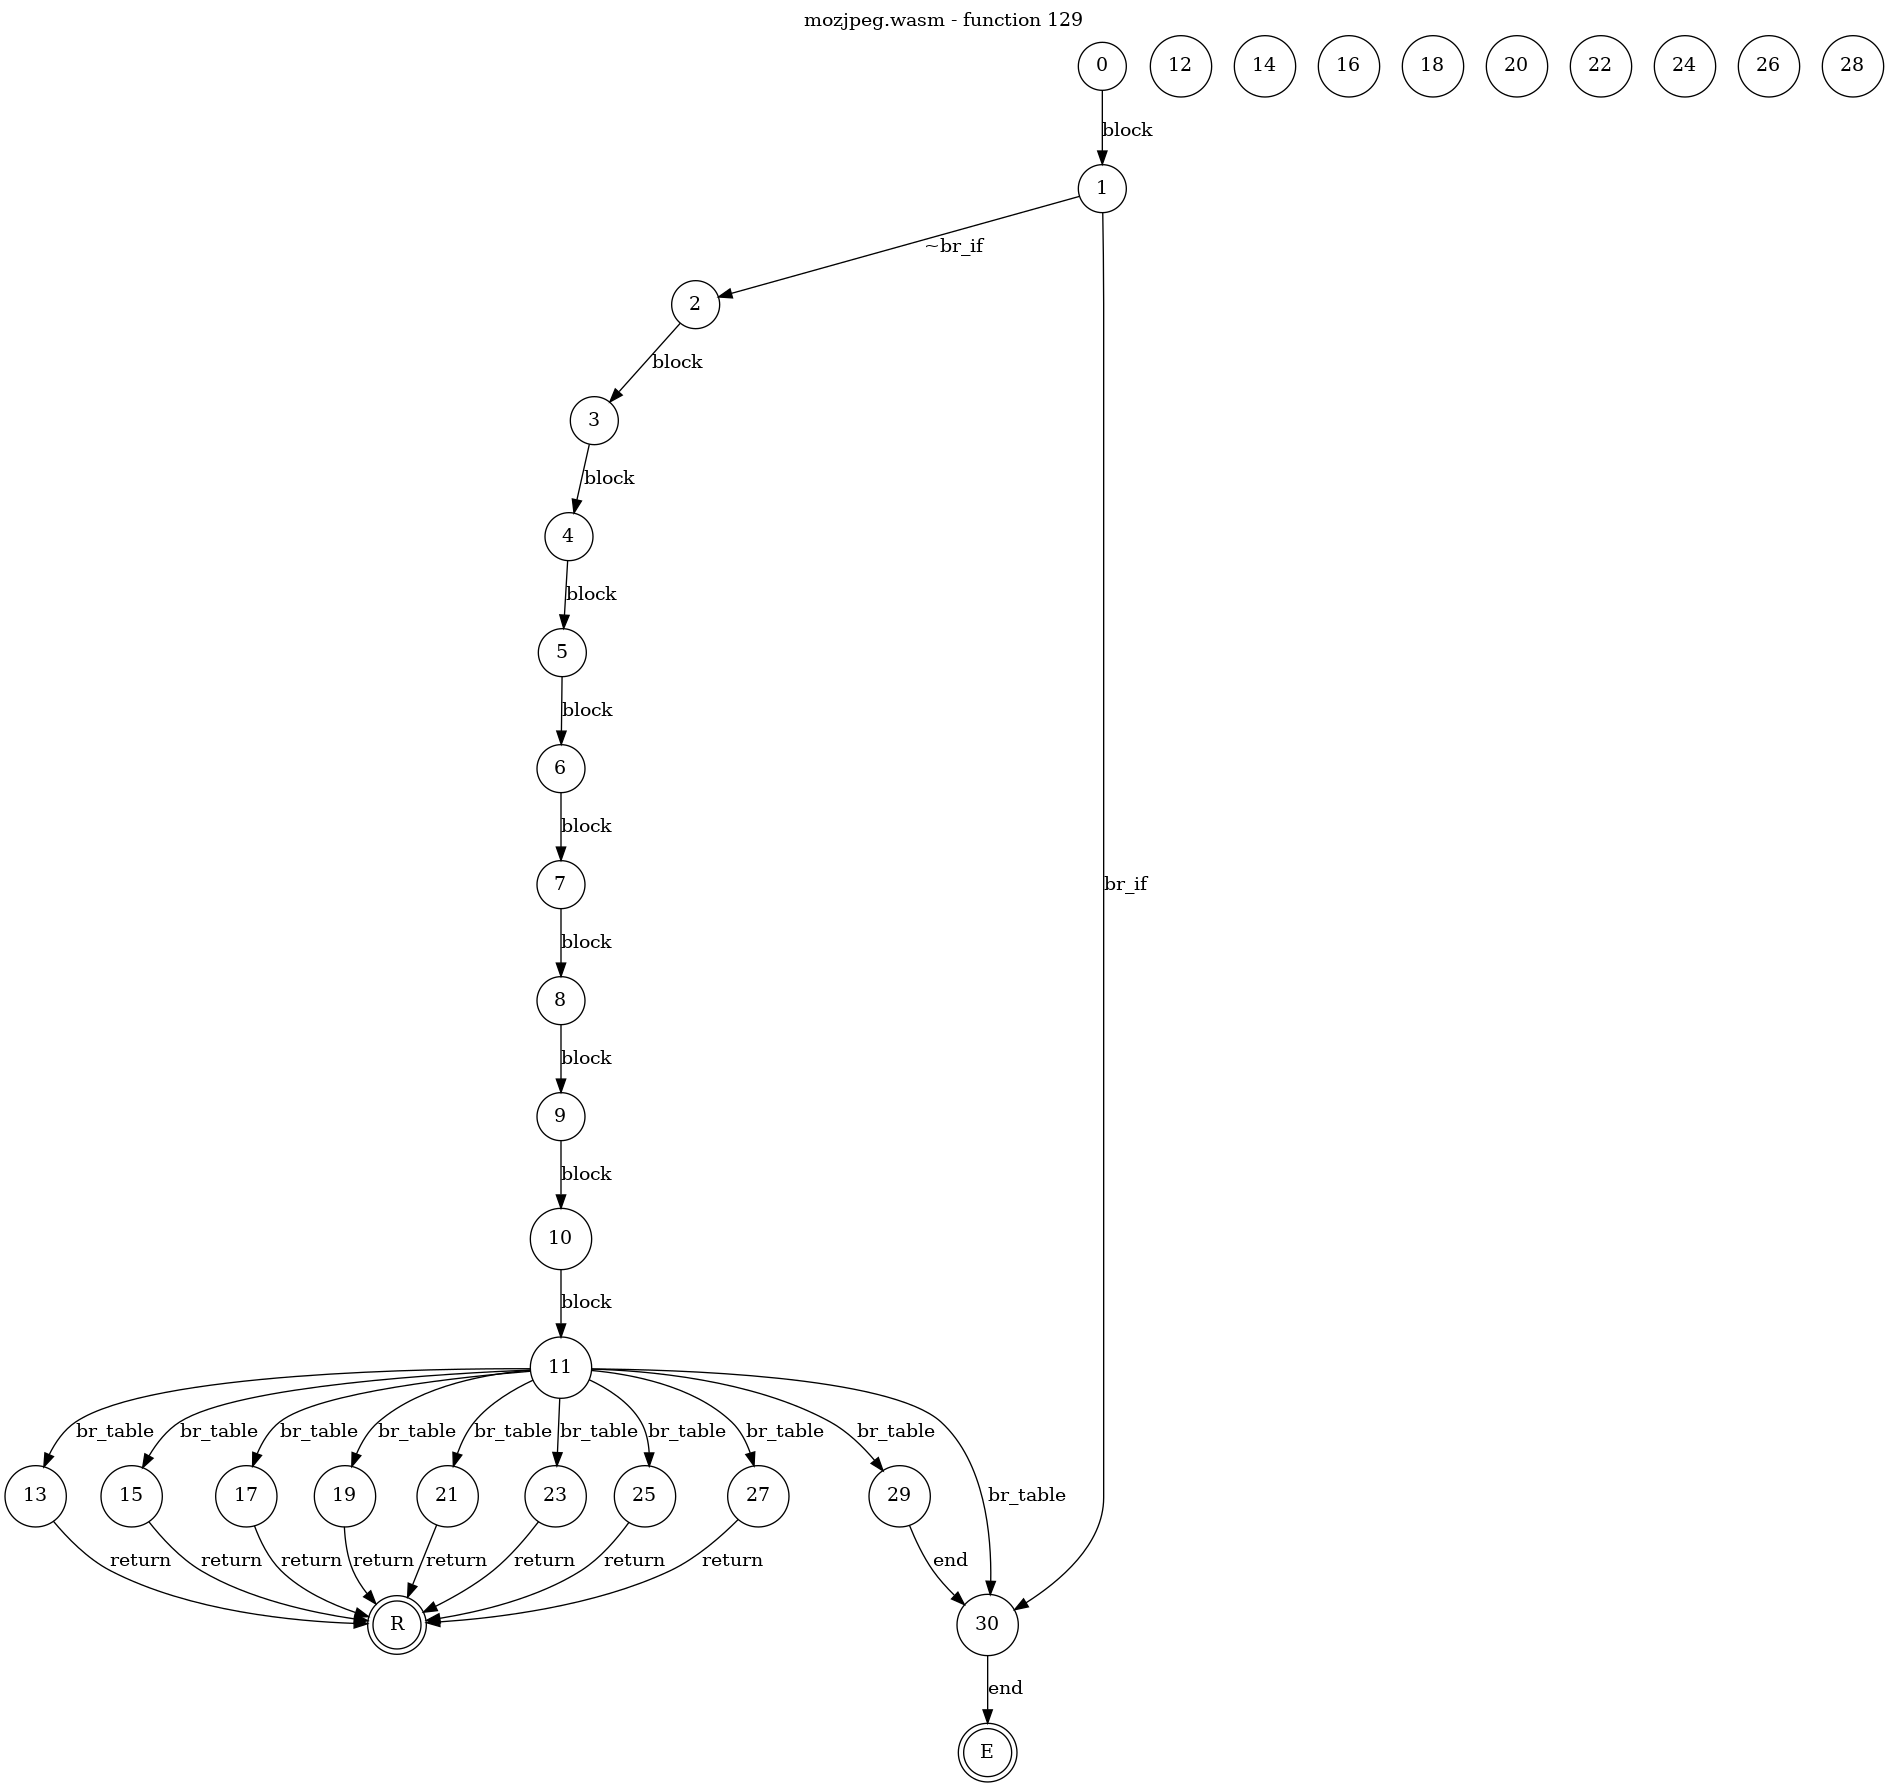 mozjpeg.wasm - function 129
0 12 14 16 18 20 22 24 26 28
block
1
~br_if
2
block
3
block
4
block
5
block
6
block
7
br_if
block
8
block
9
block
10
block
11
br_table br_table br_table br_table br_table br_table br_table br_table br_table
13 15 17 19 21 23 25 27 29 br_table
return return return return return return return return end
R 30
end
E